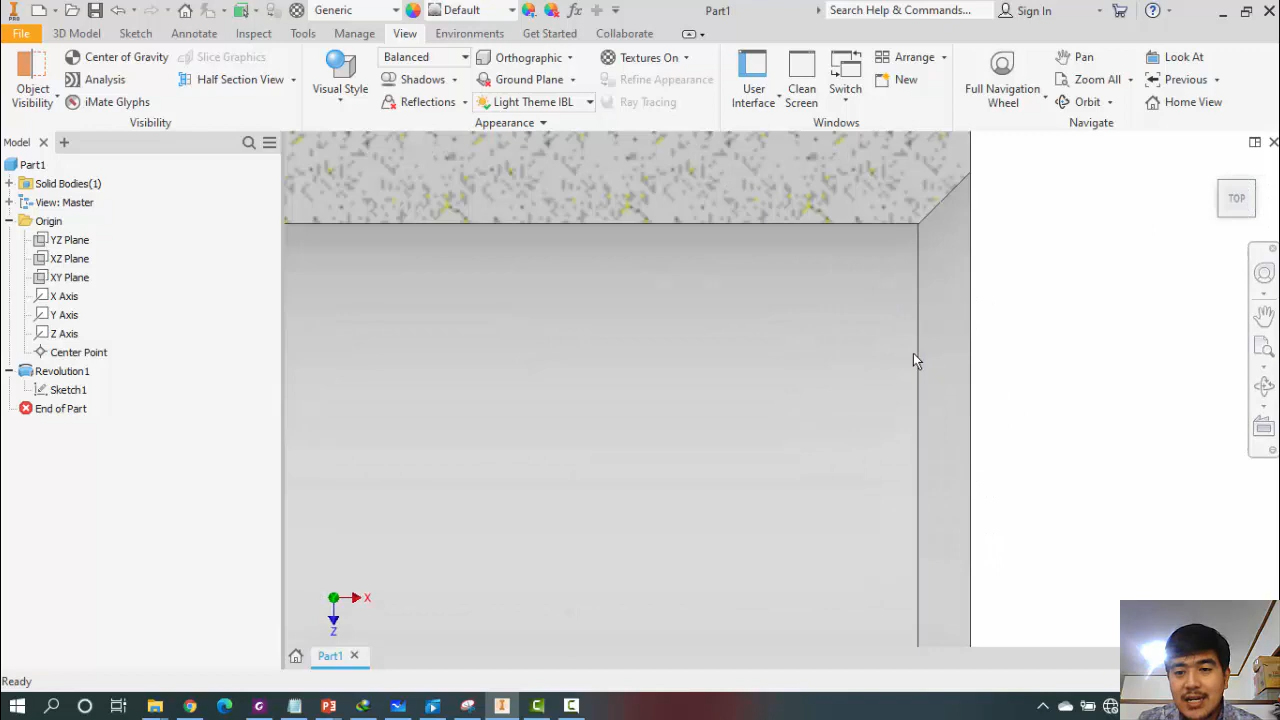 PRO
Generic
Default
fx
Part1
Search Help & Commands...
Sign In
File
3D Model
Sketch
Annotate
Inspect
Tools
Manage
View
Environments
Get Started
Collaborate
Object Visibility
Center of Gravity
Analysis
iMate Glyphs
Slice Graphics
Half Section View
Visibility
Visual Style
Balanced
Shadows
Reflections
Orthographic
Ground Plane
Light Theme IBL
Textures On
Refine Appearance
Ray Tracing
Appearance
User Interface
Clean Screen
Switch
Arrange
New
Windows
Full Navigation Wheel
Pan
Zoom All
Orbit
Look At
Previous
Home View
Navigate
Model
Part1
Solid Bodies(1)
View: Master
Origin
YZ Plane
XZ Plane
XY Plane
X Axis
Y Axis
Z Axis
Center Point
Revolution1
Sketch1
End of Part
TOP
X
Z
Part1
Ready